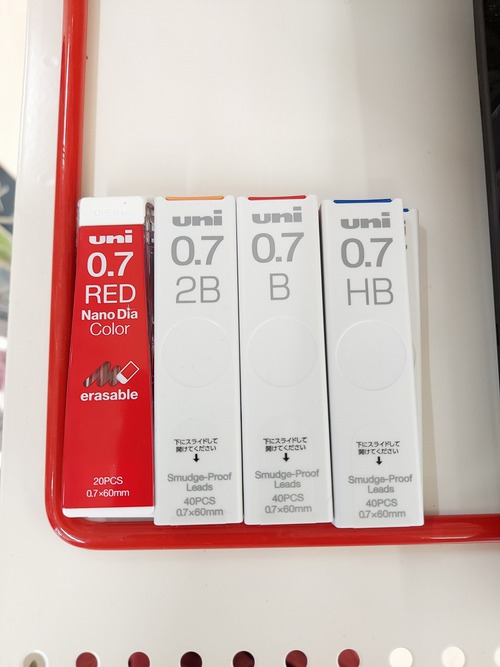 uni
0.7
RED
Nano Dia
Color
erasable
20PCS
0.7×60mm
uni
0.7
2B
下にスライドして
開けてください
Smudge-Proof
Leads
40PCS
0.7×60mm
uni
0.7
B
下にスライドして
開けてください
Smudge-Proof
Leads
40PCS
0.7×60mm
uni
0.7
HB
下にスライドして
開けてください
Smudge-Proof
Leads
40PCS
0.7×60mm